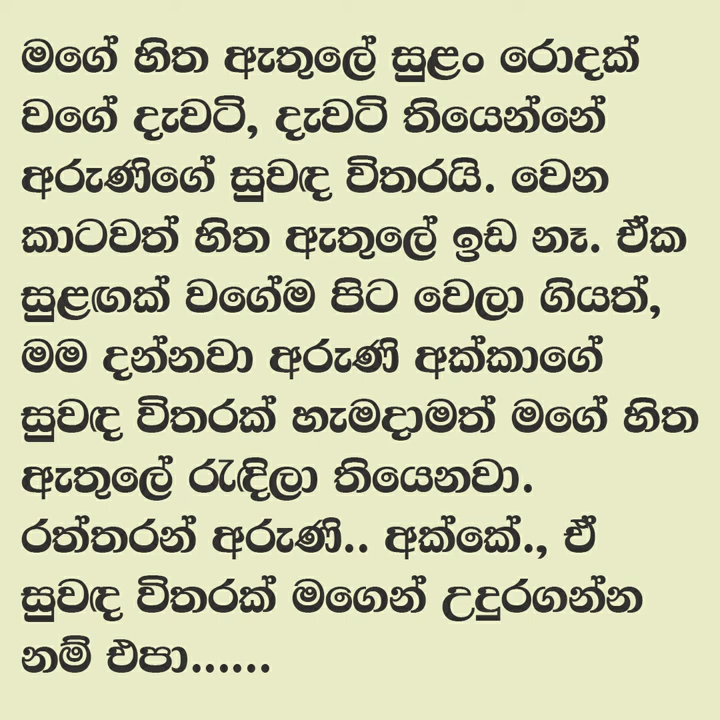 මගේ හිත ඇතුලේ සුළං රොදක්
වගේ දැවටි, දැවටි තියෙන්නේ
අරුණිගේ සුවඳ විතරයි. වෙන
කාටවත් හිත ඇතුලේ ඉඩ නෑ. ඒක
සුළඟක් වගේම පිට වෙලා ගියත්,
මම දන්නවා අරුණි අක්කාගේ
සුවඳ විතරක් හැමදාමත් මගේ හිත
ඇතුලේ රැඳිලා තියෙනවා.
රත්තරන් අරුණි.. අක්කේ., ඒ
සුවඳ විතරක් මගෙන් උදුරගන්න
නම් එපා......